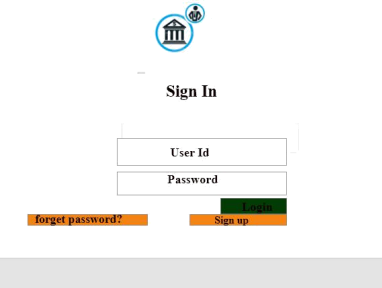 Sign In
User Id
Password
Login
forget password?
Sign up